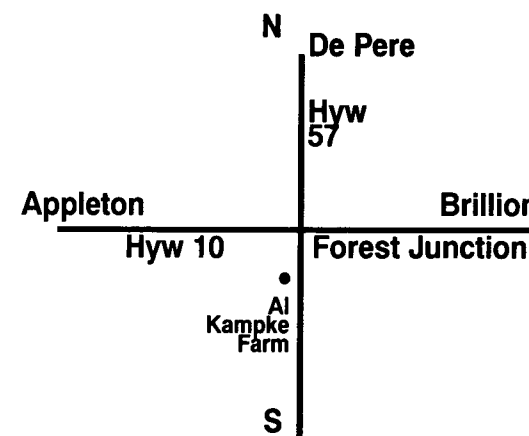 N
De Pere
Hyw
57
Appleton
Brillion
Hyw 10
Forest Junction
Al
Kampke
Farm
S